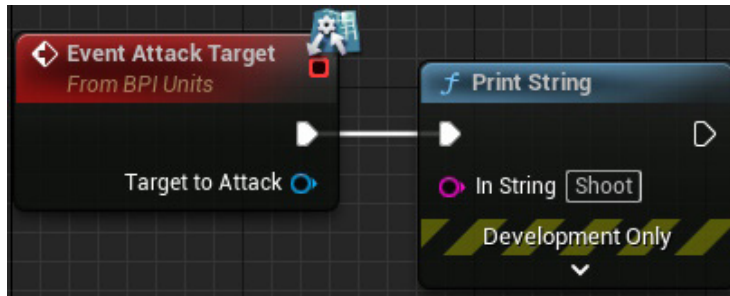 Event Attack Target
From BPI Units
Target to Attack
f Print String
In String Shoot
Development Only